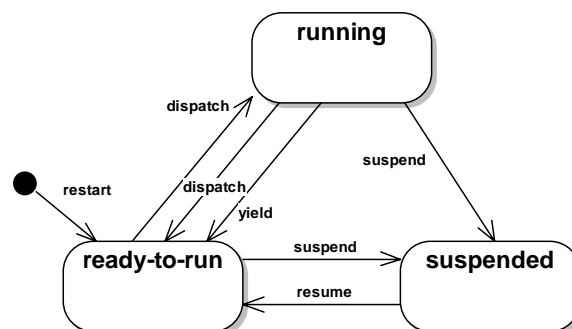 running
dispatch
suspend
restart
dispatch
yield
ready-to-run
suspend
suspended
resume